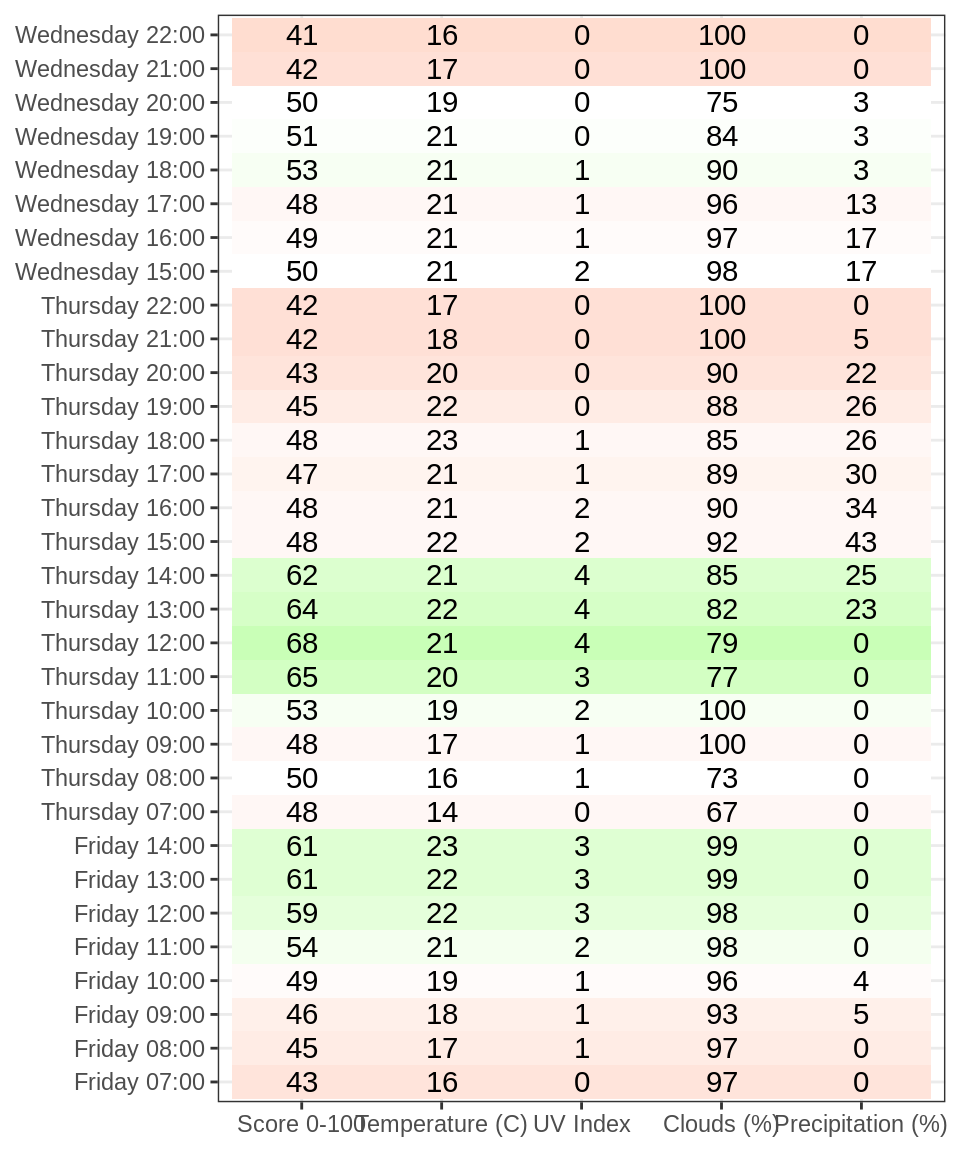 Wednesday 22:00 41 16 0 100 0
Wednesday 21:00 42 17 0 100 0
Wednesday 20:00 50 19 0 75 3
Wednesday 19:00 51 21 0 84 3
Wednesday 18:00 53 21 1 90 3
Wednesday 17:00 48 21 1 96 13
Wednesday 16:00 49 21 1 97 17
Wednesday 15:00 50 21 2 98 17
Thursday 22:00 42 17 0 100 0
Thursday 21:00 42 18 0 100 5
Thursday 20:00 43 20 0 90 22
Thursday 19:00 45 22 0 88 26
Thursday 18:00 48 23 1 85 26
Thursday 17:00 47 21 1 89 30
Thursday 16:00 48 21 2 90 34
Thursday 15:00 48 22 2 92 43
Thursday 14:00 62 21 4 85 25
Thursday 13:00 64 22 4 82 23
Thursday 12:00 68 21 4 79 0
Thursday 11:00 65 20 3 77 0
Thursday 10:00 53 19 2 100 0
Thursday 09:00 48 17 1 100 0
Thursday 08:00 50 16 1 73 0
Thursday 07:00 48 14 0 67 0
Friday 14:00 61 23 3 99 0
Friday 13:00 61 22 3 99 0
Friday 12:00 59 22 3 98 0
Friday 11:00 54 21 2 98 0
Friday 10:00 49 19 1 96 4
Friday 09:00 46 18 1 93 5
Friday 08:00 45 17 1 97 0
Friday 07:00 43 16 0 97 0
Score 0-100 Temperature (C) UV Index Clouds (%) Precipitation (%)